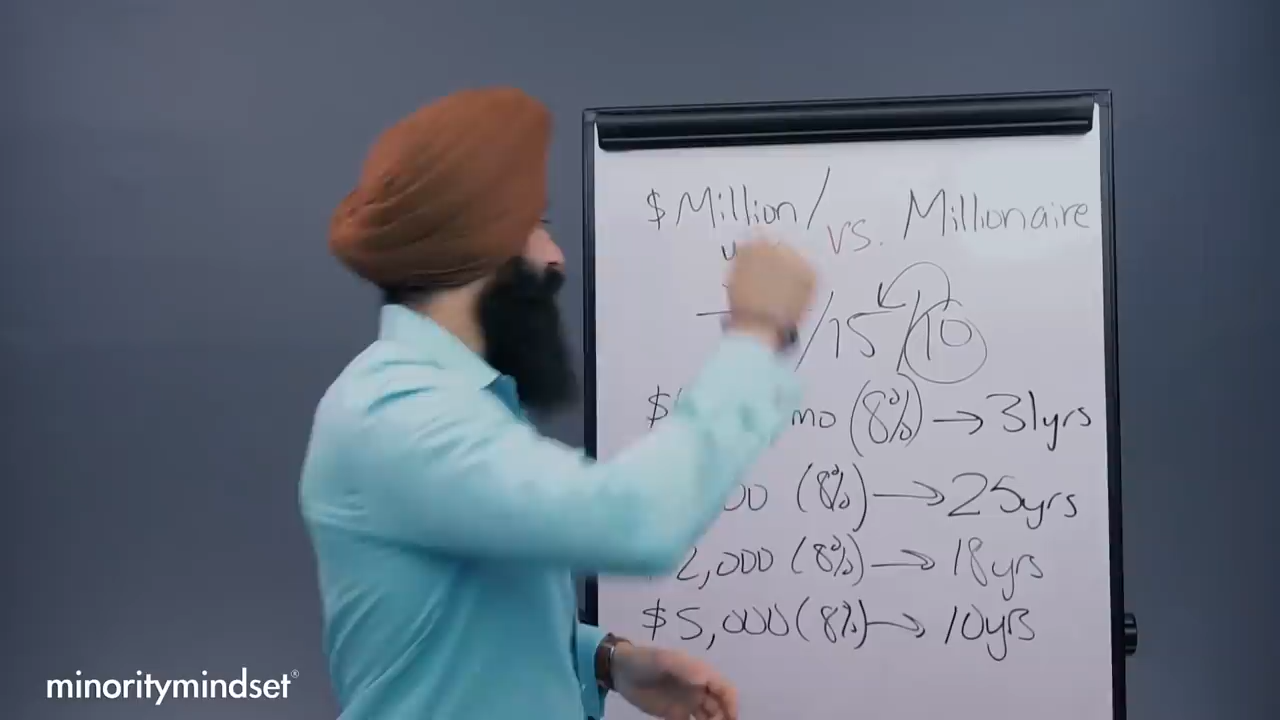 $Million/ vs. Millionaire
/15/10
$ mo (8%) → 31yrs
00 (8%) → 25yrs
2,000 (8%) → 18yrs
$5,000 (8%) → 10yrs
minoritymindset®